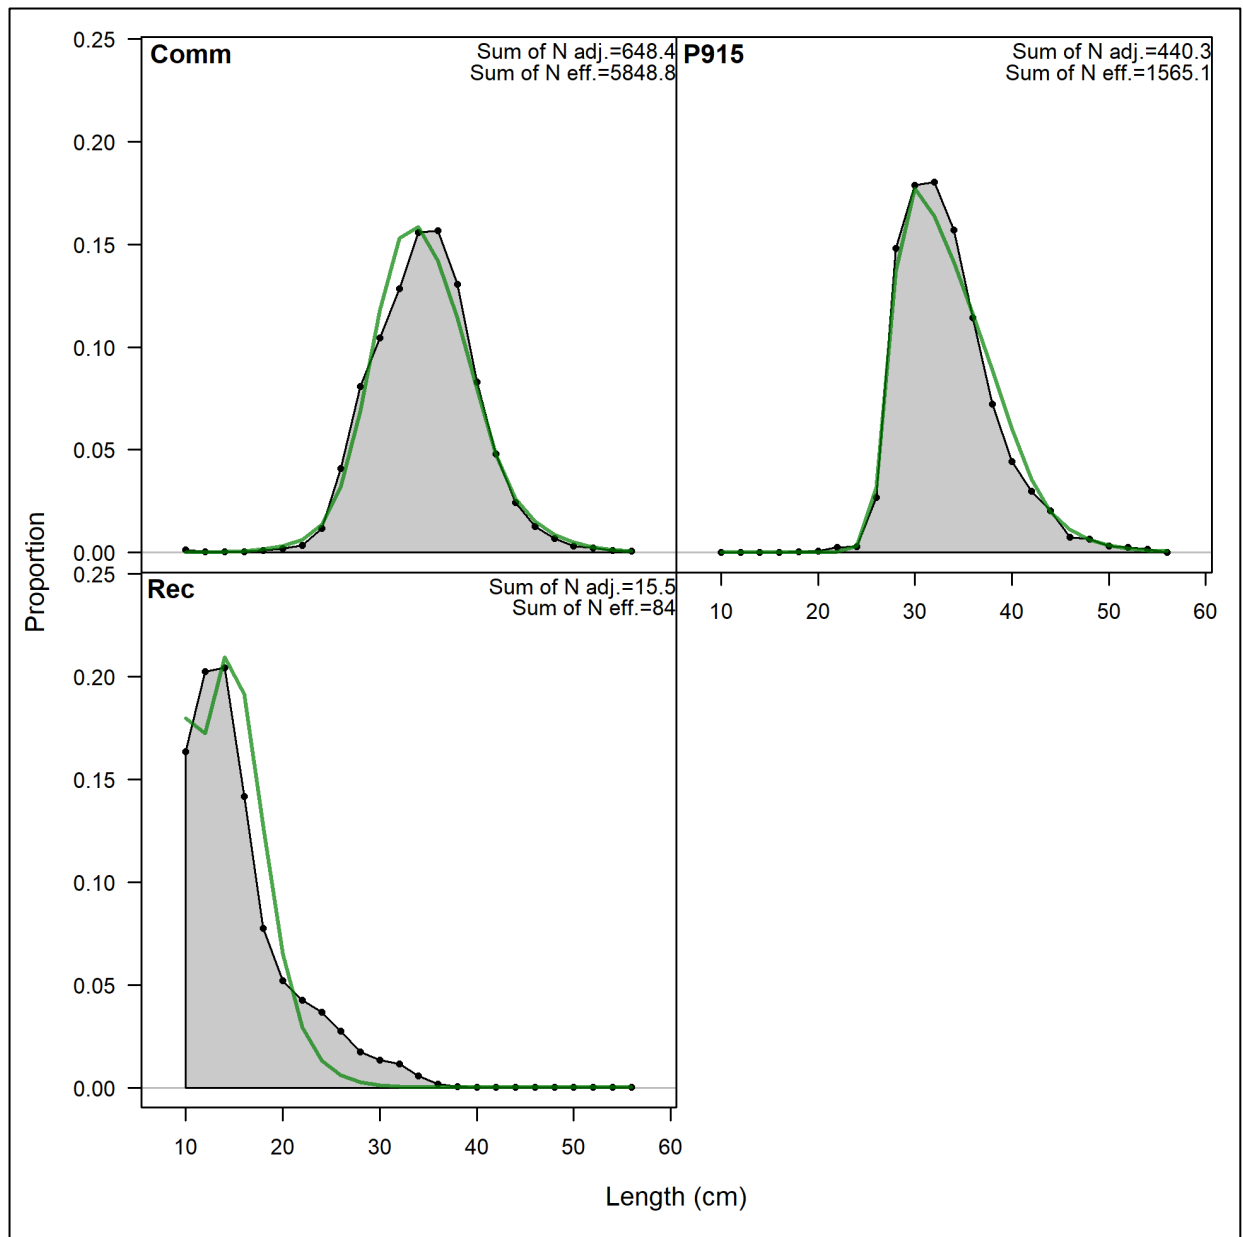 Comm
Sum of N adj.=648.4
Sum of N eff.=5848.8
P915
Sum of N adj.=440.3
Sum of N eff.=1565.1
0.25
0.20
0.15
0.10
0.05
0.00
Rec
Sum of N adj.=15.5
Sum of N eff.=84
0.25
0.20
0.15
0.10
0.05
0.00
10 20 30 40 50 60
10 20 30 40 50 60
Proportion
Length (cm)